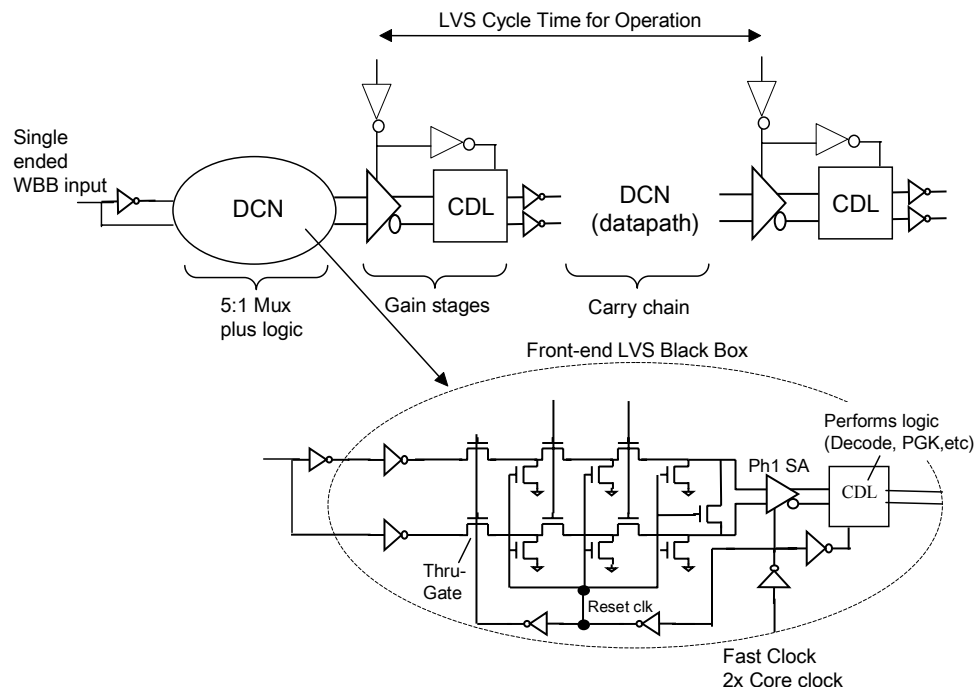 LVS Cycle Time for Operation
Single
ended
WBB input
DCN
CDL
DCN
(datapath)
CDL
5:1 Mux
plus logic
Gain stages
Carry chain
Front-end LVS Black Box
Performs logic
(Decode, PGK,etc)
Ph1 SA
CDL
Thru-
Gate
Reset clk
Fast Clock
2x Core clock